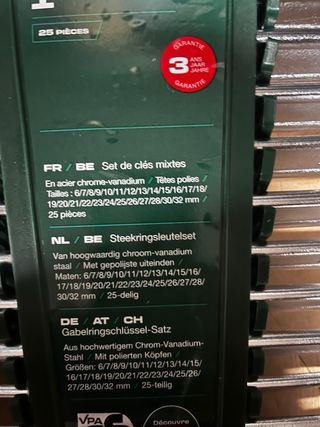 25 PIÈCES
GARANTIE
3 ANS
JAAR
JAHRE
GARANTIE
FR / BE Set de clés mixtes
En acier chrome-vanadium / Têtes polies /
Tailles : 6/7/8/9/10/11/12/13/14/15/16/17/18/
19/20/21/22/23/24/25/26/27/28/30/32 mm /
25 pièces
NL / BE Steekringsleutelset
Van hoogwaardig chroom-vanadium
staal / Met gepolijste uiteinden /
Maten: 6/7/8/9/10/11/12/13/14/15/16/
17/18/19/20/21/22/23/24/25/26/27/28/
30/32 mm / 25-delig
DE / AT / CH
Gabelringschlüssel-Satz
Aus hochwertigem Chrom-Vanadium-
Stahl / Mit polierten Köpfen /
Größen: 6/7/8/9/10/11/12/13/14/15/
16/17/18/19/20/21/22/23/24/25/26/
27/28/30/32 mm / 25-teilig
VPA
Découvre